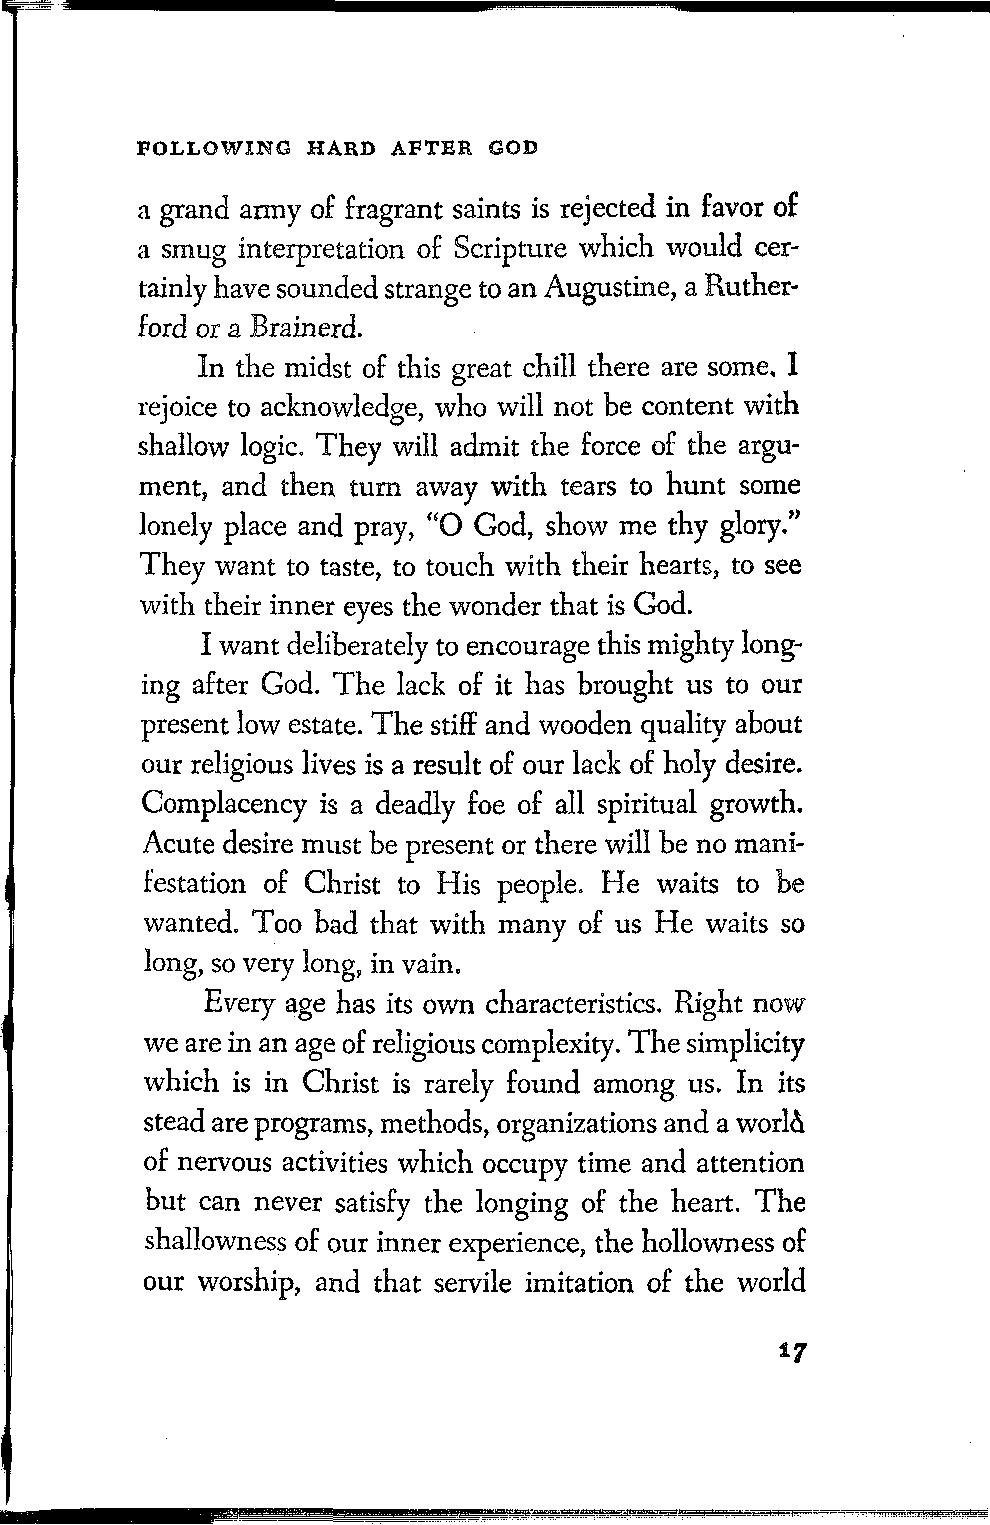 FOLLOWING HARD AFTER GOD
a grand army of fragrant saints is rejected in favor of
a smug interpretation of Scripture which would cer-
tainly have sounded strange to an Augustine, a Ruther-
ford or a Brainerd.
In the midst of this great chill there are some, I
rejoice to acknowledge, who will not be content with
shallow logic. They will admit the force of the argu-
ment, and then turn away with tears to hunt some
lonely place and pray, “O God, show me thy glory.”
They want to taste, to touch with their hearts, to see
with their inner eyes the wonder that is God.
I want deliberately to encourage this mighty long-
ing after God. The lack of it has brought us to our
present low estate. The stiff and wooden quality about
our religious lives is a result of our lack of holy desire.
Complacency is a deadly foe of all spiritual growth.
Acute desire must be present or there will be no mani-
festation of Christ to His people. He waits to be
wanted. Too bad that with many of us He waits so
long, so very long, in vain.
Every age has its own characteristics. Right now
we are in an age of religious complexity. The simplicity
which is in Christ is rarely found among us. In its
stead are programs, methods, organizations and a world
of nervous activities which occupy time and attention
but can never satisfy the longing of the heart. The
shallowness of our inner experience, the hollowness of
our worship, and that servile imitation of the world
17